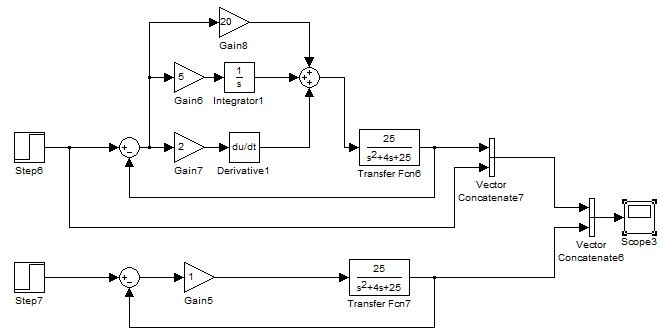 20
Gain8
+
+
+
5
Gain6
1
s
Integrator1
Step6
+
−
2
Gain7
du/dt
Derivative1
25
s2+4s+25
Transfer Fcn6
Vector
Concatenate7
Vector
Concatenate6
Scope3
Step7
+
−
1
Gain5
25
s2+4s+25
Transfer Fcn7